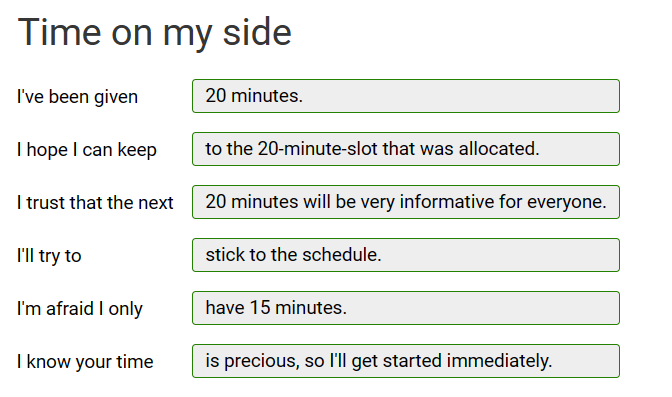 Time on my side
I've been given 20 minutes.
I hope I can keep to the 20-minute-slot that was allocated.
I trust that the next 20 minutes will be very informative for everyone.
I'll try to stick to the schedule.
I'm afraid I only have 15 minutes.
I know your time is precious, so I'll get started immediately.